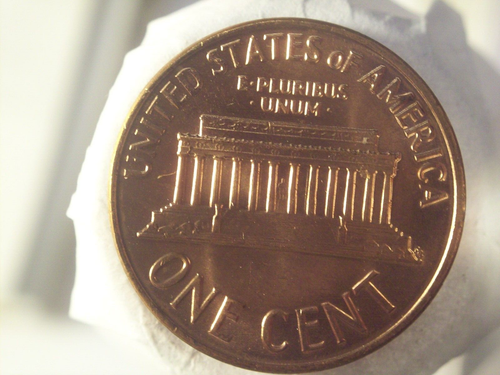 UNITED STATES OF AMERICA
E·PLURIBUS
·UNUM·
ONE CENT